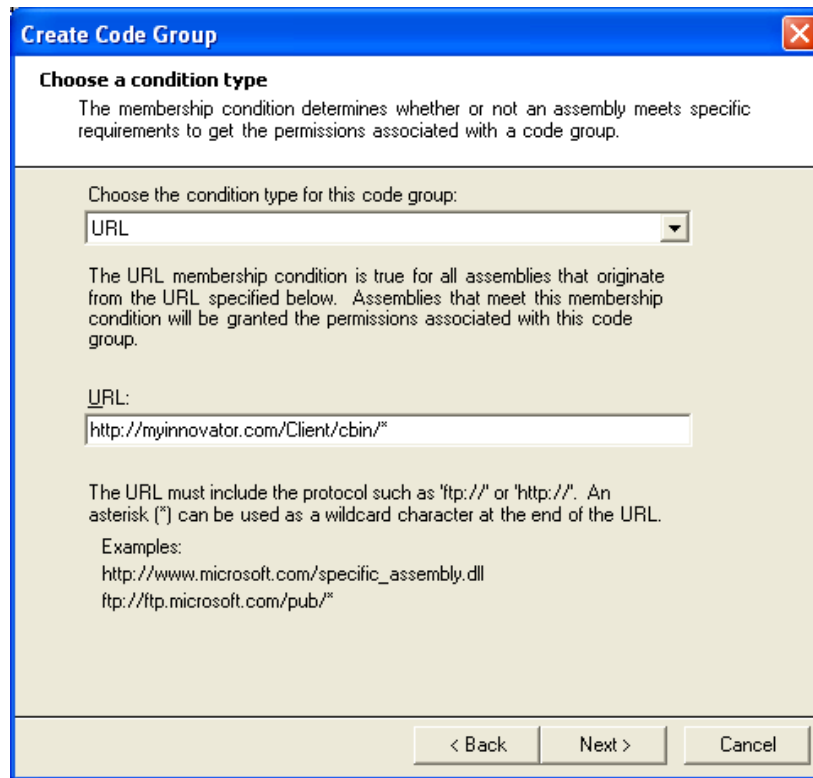 Create Code Group
Choose a condition type
The membership condition determines whether or not an assembly meets specific
requirements to get the permissions associated with a code group.
Choose the condition type for this code group:
URL
The URL membership condition is true for all assemblies that originate
from the URL specified below. Assemblies that meet this membership
condition will be granted the permissions associated with this code
group.
URL:
http://myinnovator.com/Client/cbin/*
The URL must include the protocol such as 'ftp://' or 'http://'. An
asterisk (*) can be used as a wildcard character at the end of the URL.
Examples:
http://www.microsoft.com/specific_assembly.dll
ftp://ftp.microsoft.com/pub/*
< Back
Next >
Cancel